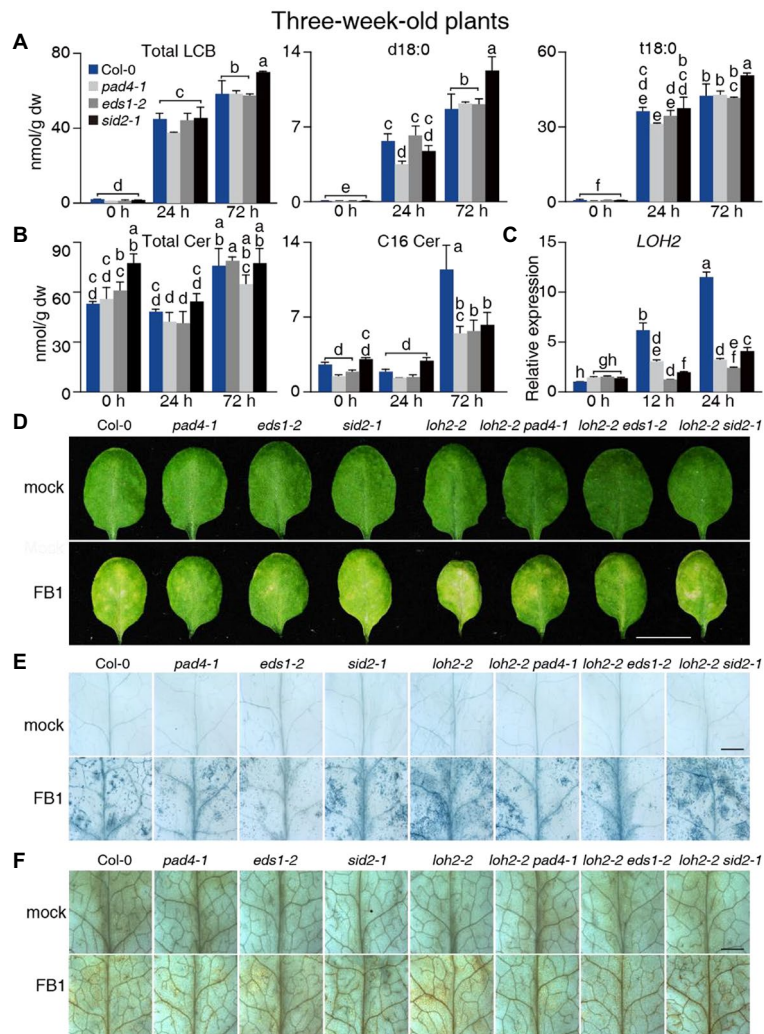 Three-week-old plants
A
Total LCB
d18:0
t18:0
nmol/g dw
80
40
0
14
7
0
60
30
0
Col-0
pad4-1
eds1-2
sid2-1
d
c
b
a
e
c
d
c
c
d
b
a
f
c
d
e
e
d
e
b
c
d
b
b
b
a
0 h
24 h
72 h
0 h
24 h
72 h
0 h
24 h
72 h
B
Total Cer
C16 Cer
C
LOH2
nmol/g dw
90
60
30
0
14
7
0
Relative expression
15
10
5
0
c
d
c
d
b
c
a
b
c
d
d
d
c
a
b
a
b
c
a
b
d
c
d
d
a
b
c
b
b
h
gh
b
d
e
d
f
a
e
e
f
c
0 h
24 h
72 h
0 h
24 h
72 h
0 h
12 h
24 h
D
Col-0 pad4-1 eds1-2 sid2-1 loh2-2 loh2-2 pad4-1 loh2-2 eds1-2 loh2-2 sid2-1
mock
Mock
FB1
E
Col-0 pad4-1 eds1-2 sid2-1 loh2-2 loh2-2 pad4-1 loh2-2 eds1-2 loh2-2 sid2-1
mock
FB1
F
Col-0 pad4-1 eds1-2 sid2-1 loh2-2 loh2-2 pad4-1 loh2-2 eds1-2 loh2-2 sid2-1
mock
FB1